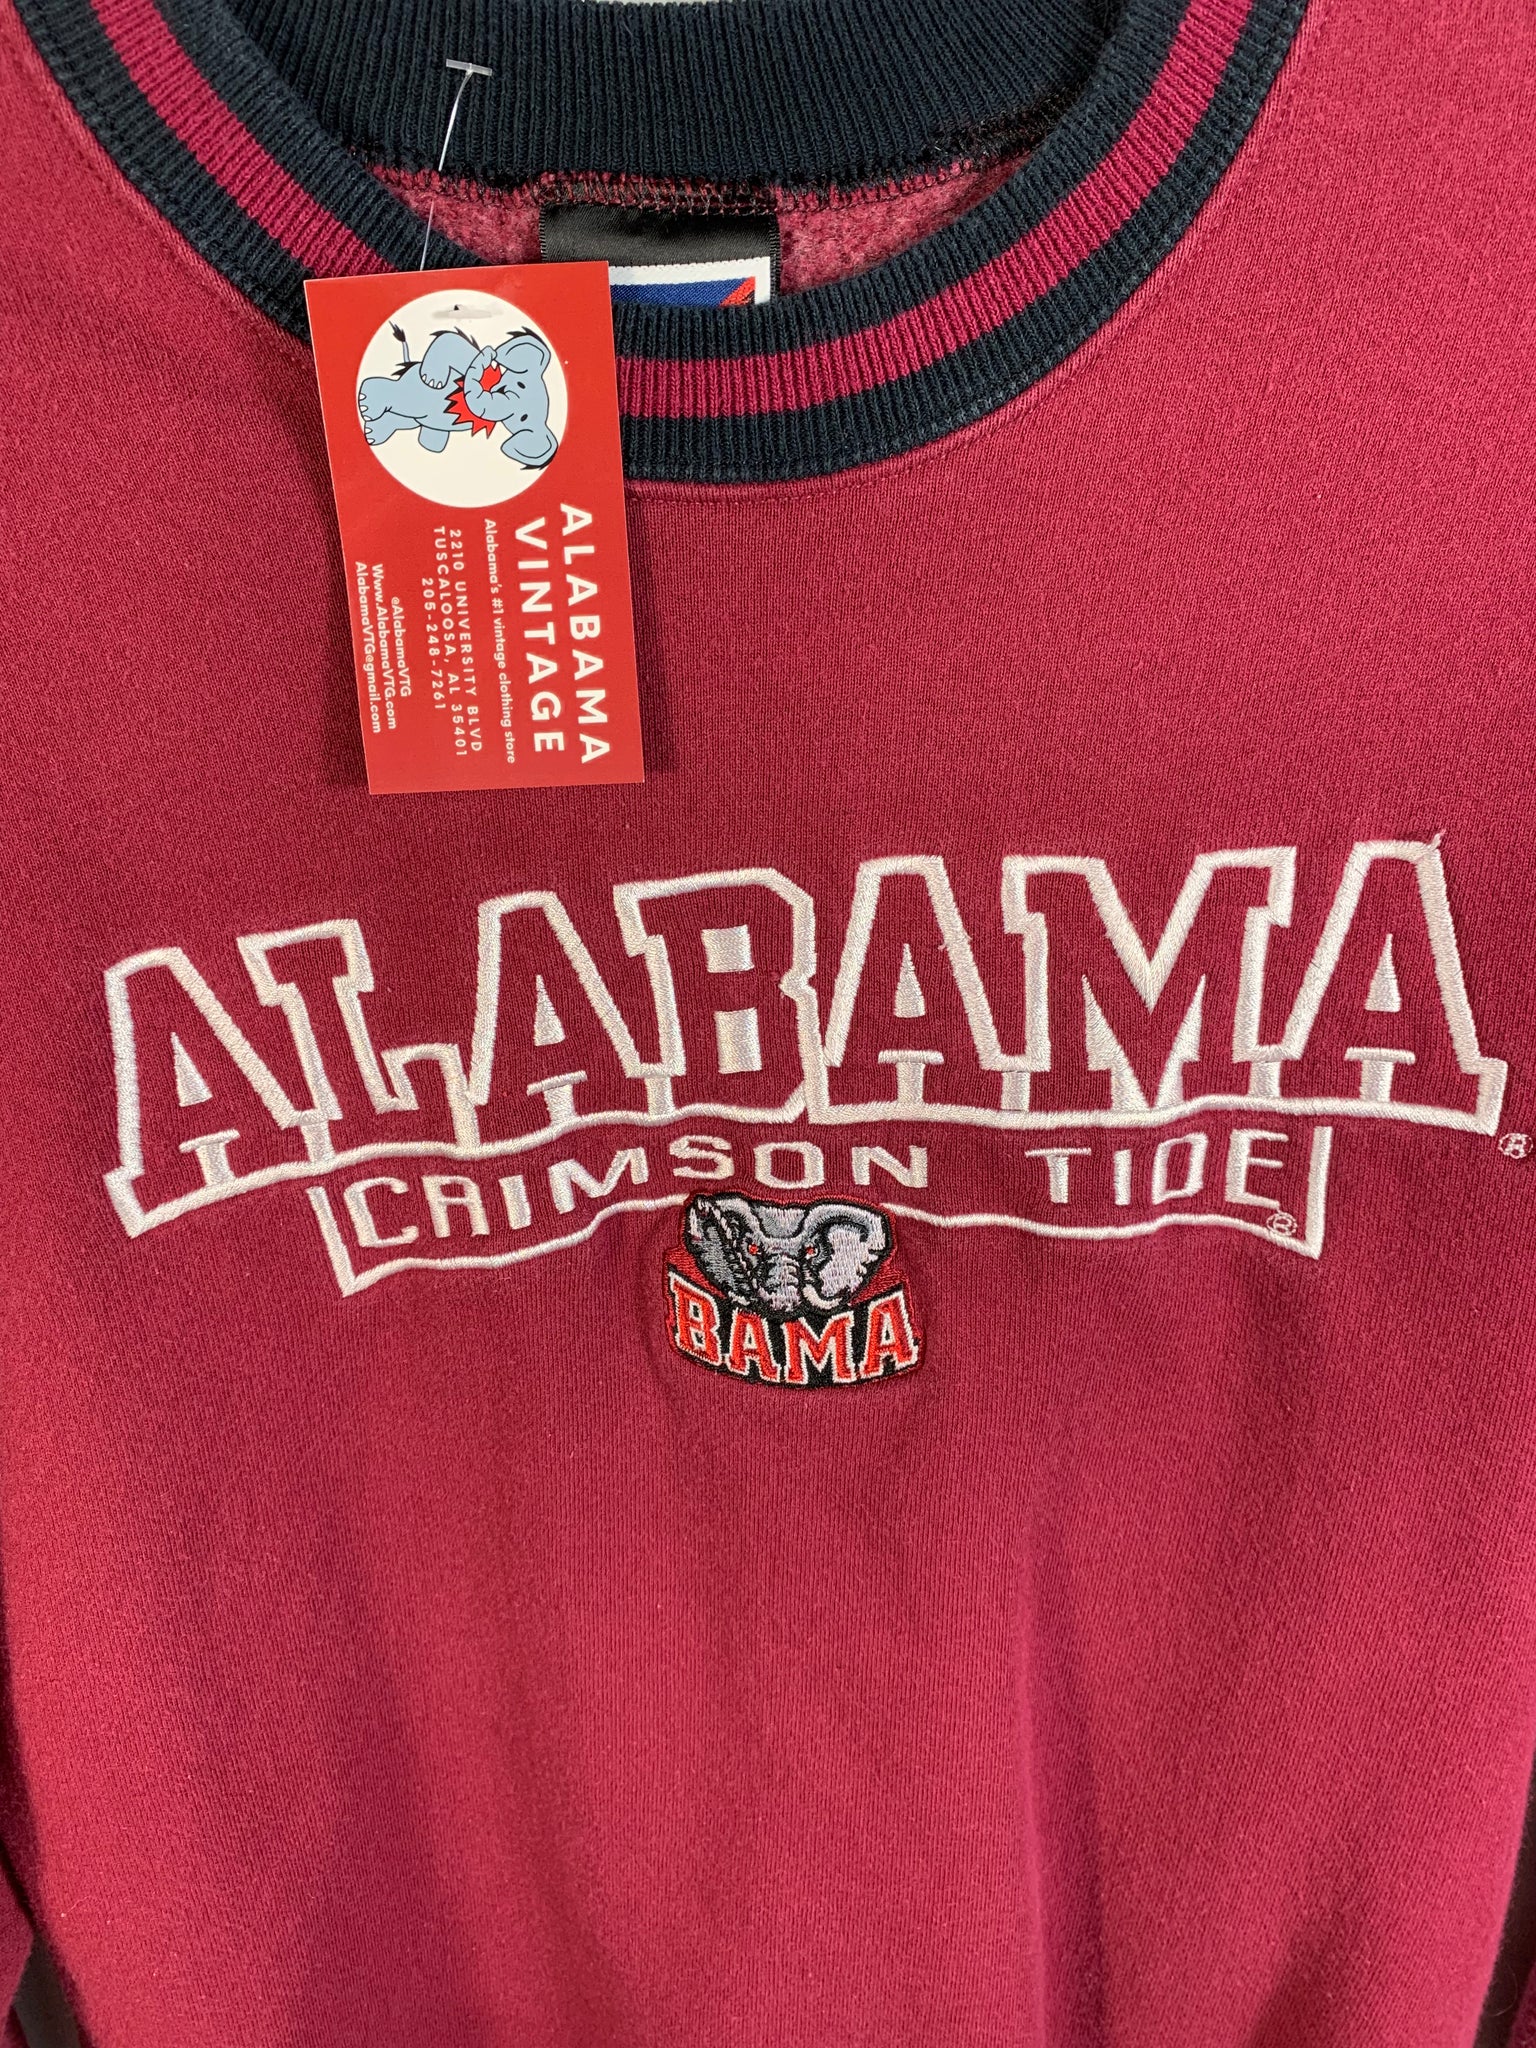 ALABAMA
VINTAGE
Alabama's #1 vintage clothing store
2210 UNIVERSITY BLVD
TUSCALOOSA, AL 35401
205-248-7261
@AlabamaVTG
Www.AlabamaVTG.com
AlabamaVTG@gmail.com
ALABAMA®
CRIMSON TIDE®
BAMA